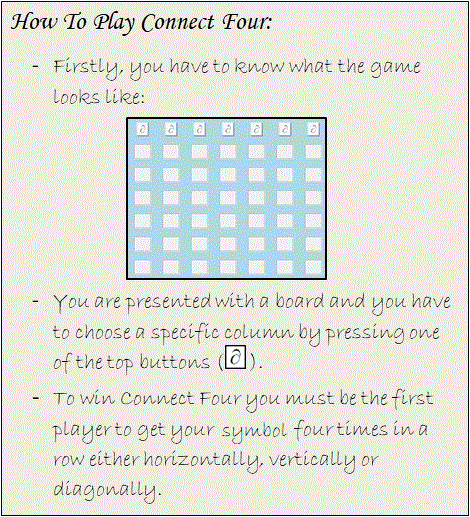 How To Play Connect Four:
- Firstly, you have to know what the game
looks like:
∂ ∂ ∂ ∂ ∂ ∂ ∂
- You are presented with a board and you have
to choose a specific column by pressing one
of the top buttons (∂).
- To win Connect Four you must be the first
player to get your symbol four times in a
row either horizontally, vertically or
diagonally.